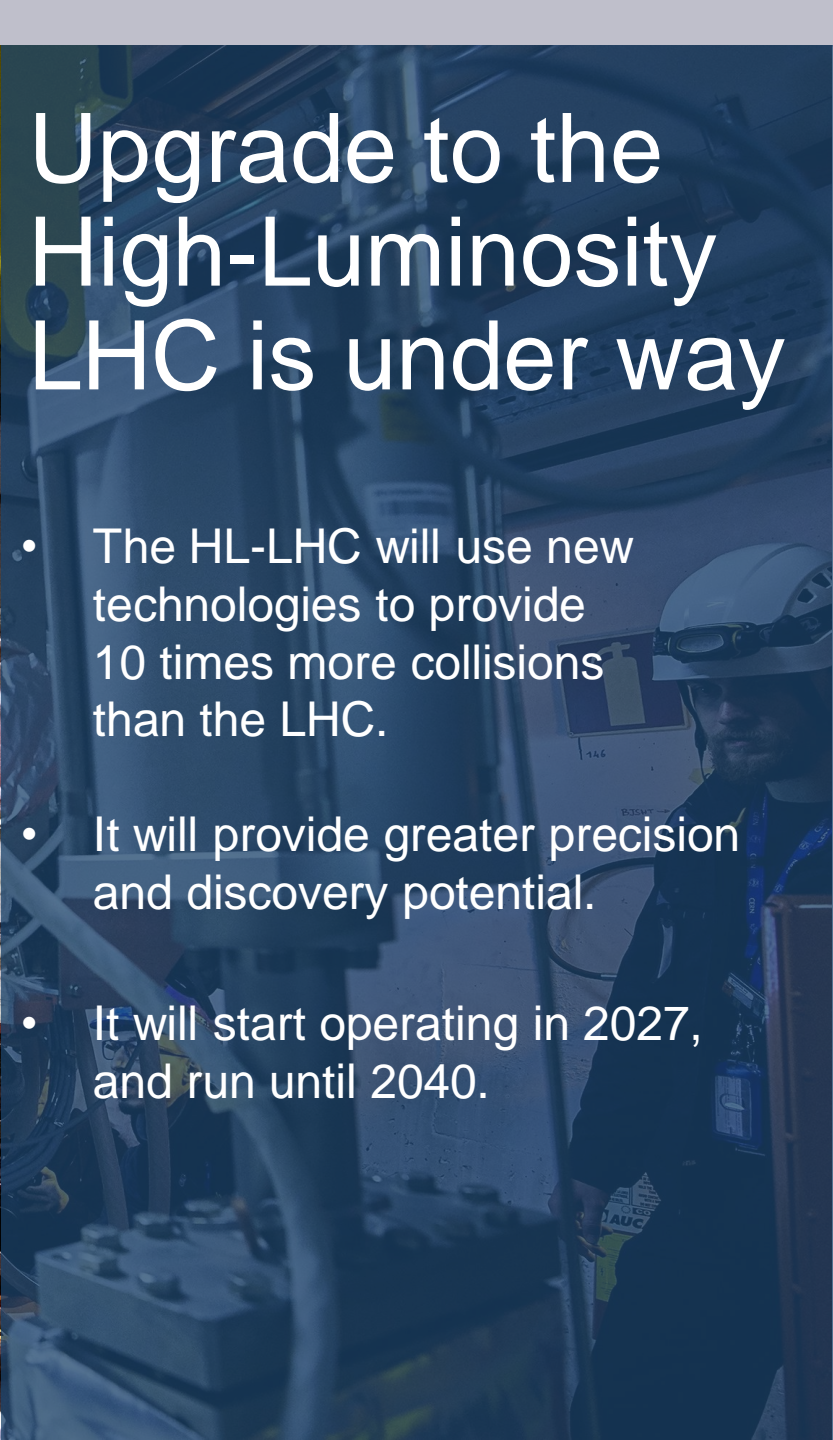 Upgrade to the
High-Luminosity
LHC is under way
• The HL-LHC will use new
technologies to provide
10 times more collisions
than the LHC.
146
• It will provide greater precision
and discovery potential.
• It will start operating in 2027,
and run until 2040.
AUC